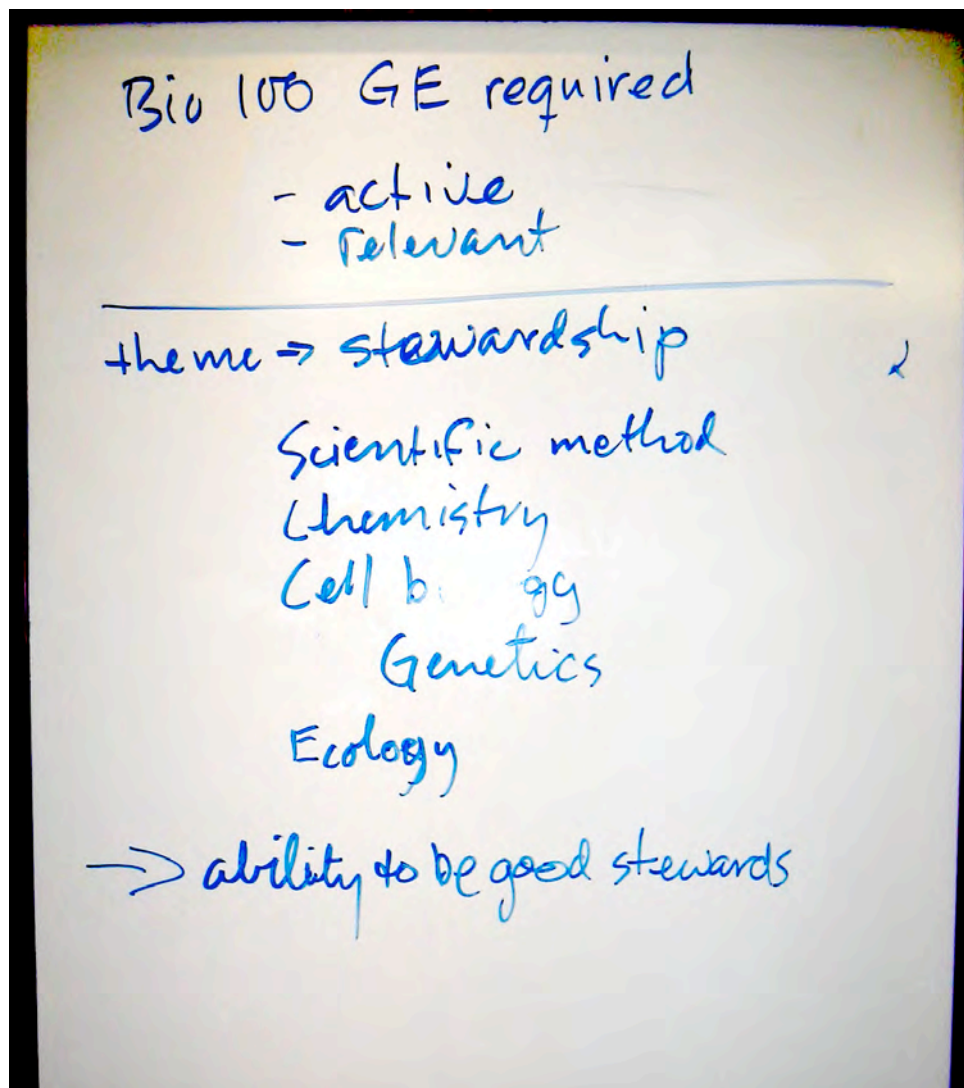 Bio 100 GE required
- active
- relevant
theme ⇒ stewardship
Scientific method
Chemistry
Cell biology
Genetics
Ecology
→ ability to be good stewards